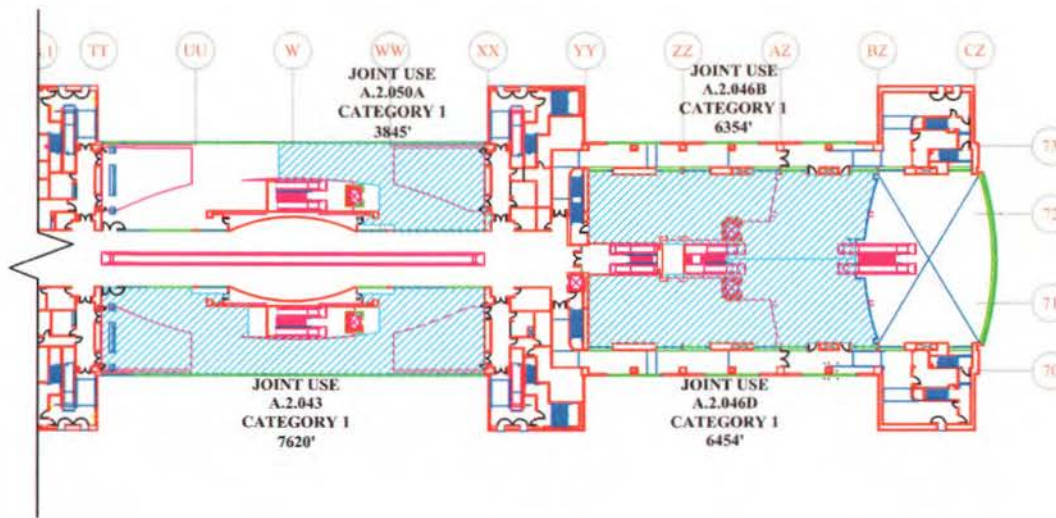 .1 TT UU W WW XX YY ZZ AZ BZ CZ
JOINT USE
A.2.050A
CATEGORY 1
3845'
JOINT USE
A.2.046B
CATEGORY 1
6354'
73
72
71
70
JOINT USE
A.2.043
CATEGORY 1
7620'
JOINT USE
A.2.046D
CATEGORY 1
6454'